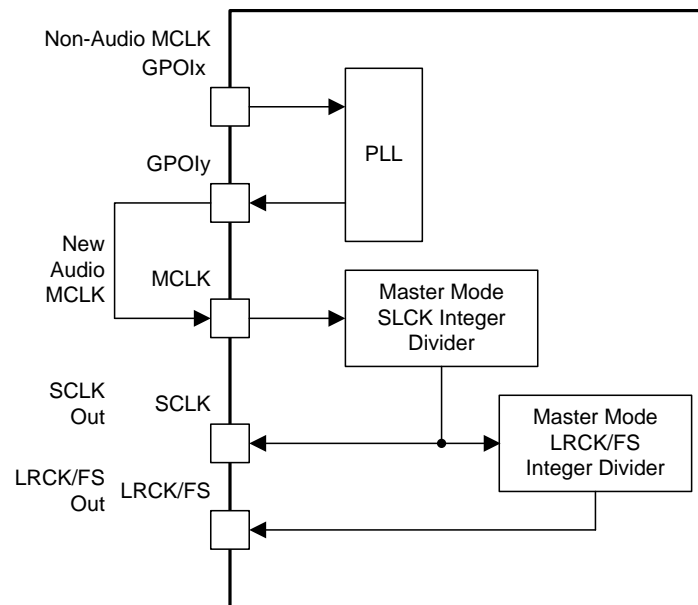 Non-Audio MCLK
GPOIx
PLL
GPOIy
New
Audio
MCLK
MCLK
Master Mode
SLCK Integer
Divider
SCLK
Out
SCLK
Master Mode
LRCK/FS
Integer Divider
LRCK/FS
Out
LRCK/FS